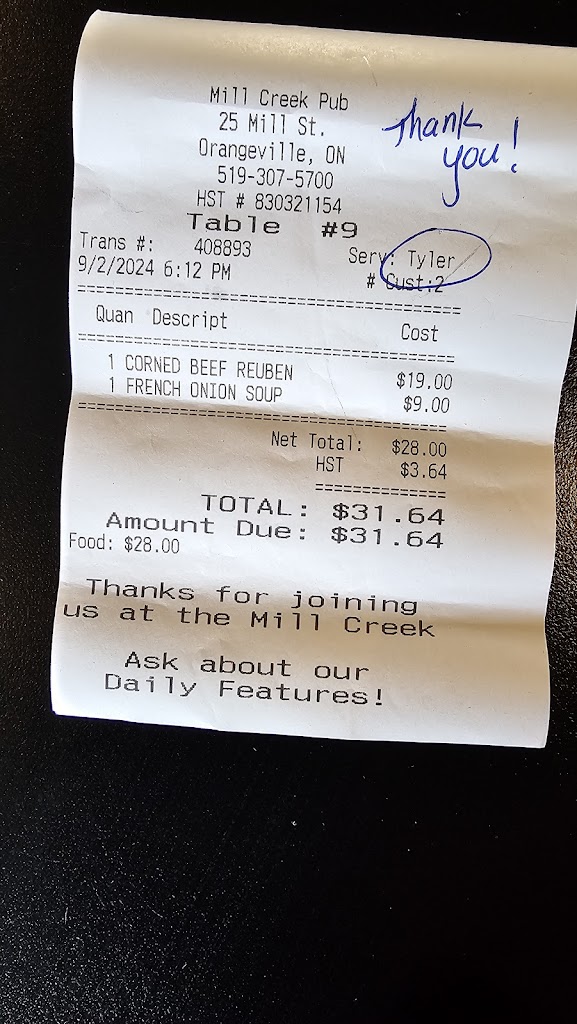 Mill Creek Pub
25 Mill St.
Orangeville, ON
519-307-5700
HST # 830321154
Thank
you!
Table #9
Trans #: 408893 Serv: Tyler
9/2/2024 6:12 PM # Cust:2
=========================================
Quan Descript Cost
=========================================
1 CORNED BEEF REUBEN $19.00
1 FRENCH ONION SOUP $9.00
=========================================
Net Total: $28.00
HST $3.64
==============
TOTAL: $31.64
Amount Due: $31.64
Food: $28.00
Thanks for joining
us at the Mill Creek
Ask about our
Daily Features!